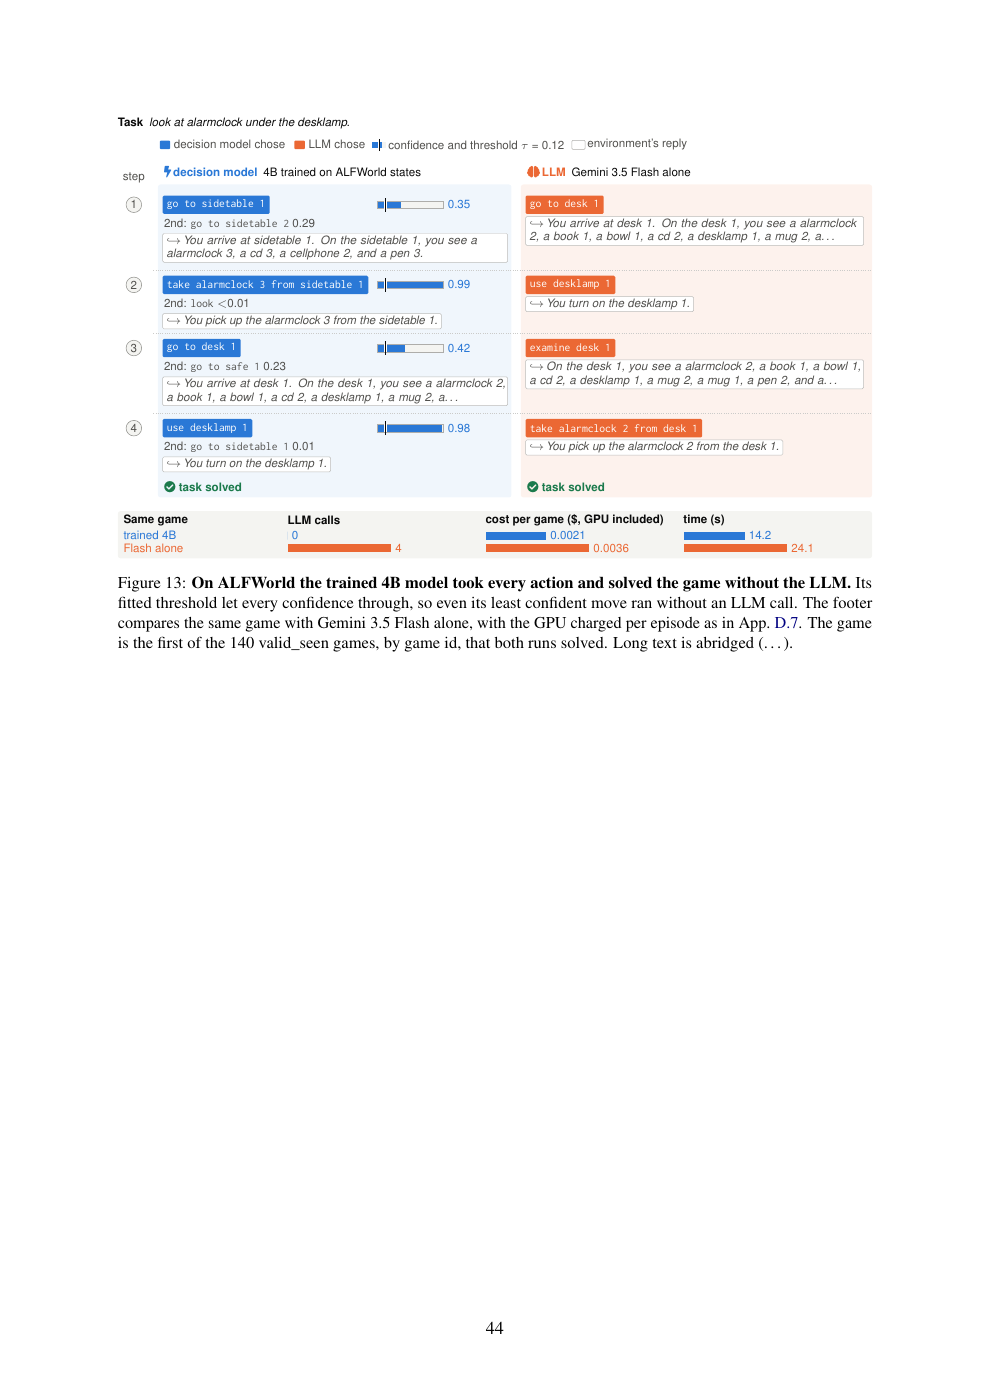 Task look at alarmclock under the desklamp.
decision model chose LLM chose confidence and threshold τ = 0.12 environment's reply
step
decision model 4B trained on ALFWorld states
LLM Gemini 3.5 Flash alone
1
go to sidetable 1 0.35
2nd: go to sidetable 2 0.29
↪ You arrive at sidetable 1. On the sidetable 1, you see a
alarmclock 3, a cd 3, a cellphone 2, and a pen 3.
go to desk 1
↪ You arrive at desk 1. On the desk 1, you see a alarmclock
2, a book 1, a bowl 1, a cd 2, a desklamp 1, a mug 2, a...
2
take alarmclock 3 from sidetable 1 0.99
2nd: look <0.01
↪ You pick up the alarmclock 3 from the sidetable 1.
use desklamp 1
↪ You turn on the desklamp 1.
3
go to desk 1 0.42
2nd: go to safe 1 0.23
↪ You arrive at desk 1. On the desk 1, you see a alarmclock 2,
a book 1, a bowl 1, a cd 2, a desklamp 1, a mug 2, a...
examine desk 1
↪ On the desk 1, you see a alarmclock 2, a book 1, a bowl 1,
a cd 2, a desklamp 1, a mug 2, a mug 1, a pen 2, and a...
4
use desklamp 1 0.98
2nd: go to sidetable 1 0.01
↪ You turn on the desklamp 1.
task solved
take alarmclock 2 from desk 1
↪ You pick up the alarmclock 2 from the desk 1.
task solved
Same game LLM calls cost per game ($, GPU included) time (s)
trained 4B 0 0.0021 14.2
Flash alone 4 0.0036 24.1
Figure 13: On ALFWorld the trained 4B model took every action and solved the game without the LLM. Its
fitted threshold let every confidence through, so even its least confident move ran without an LLM call. The footer
compares the same game with Gemini 3.5 Flash alone, with the GPU charged per episode as in App. D.7. The game
is the first of the 140 valid_seen games, by game id, that both runs solved. Long text is abridged (...).
44